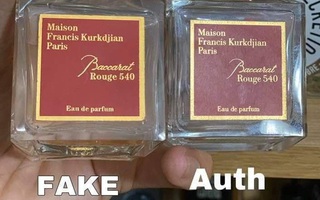 Maison
Francis Kurkdjian
Paris
Baccarat
Rouge 540
Eau de parfum
Maison
Francis Kurkdjian
Paris
Baccarat
Rouge 540
Eau de parfum
FAKE
Auth